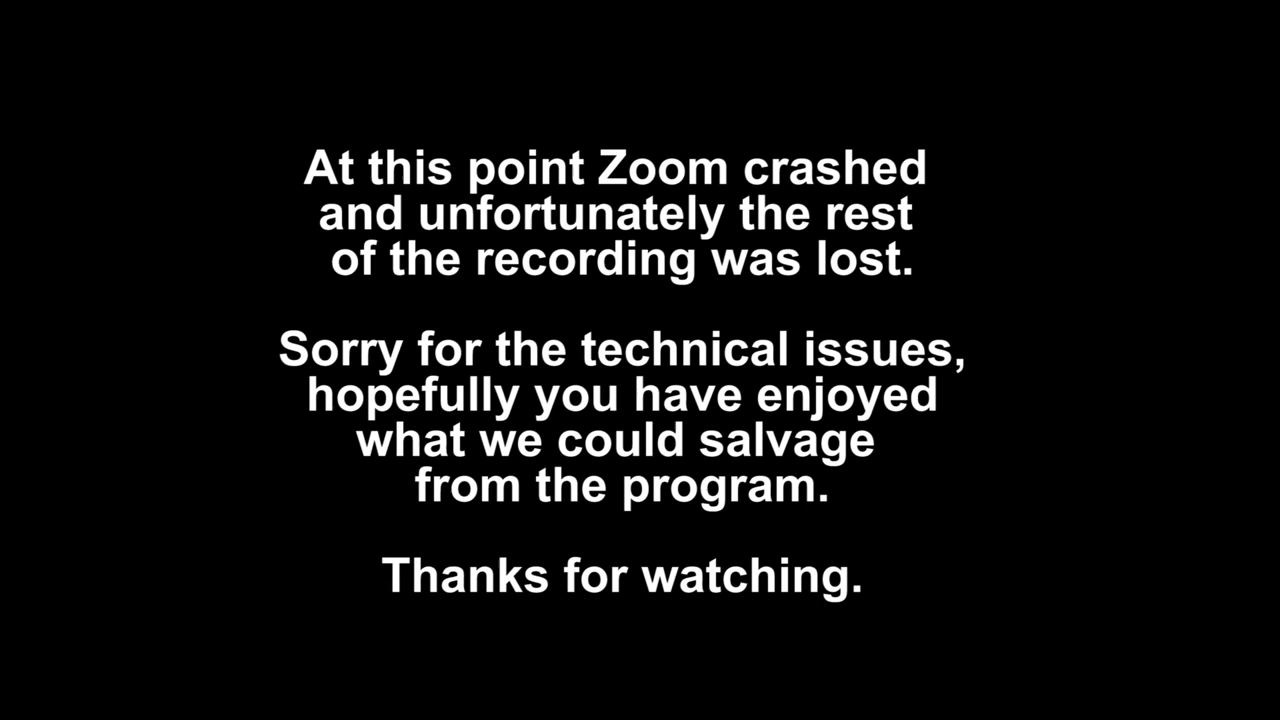 At this point Zoom crashed
and unfortunately the rest
of the recording was lost.
Sorry for the technical issues,
hopefully you have enjoyed
what we could salvage
from the program.
Thanks for watching.